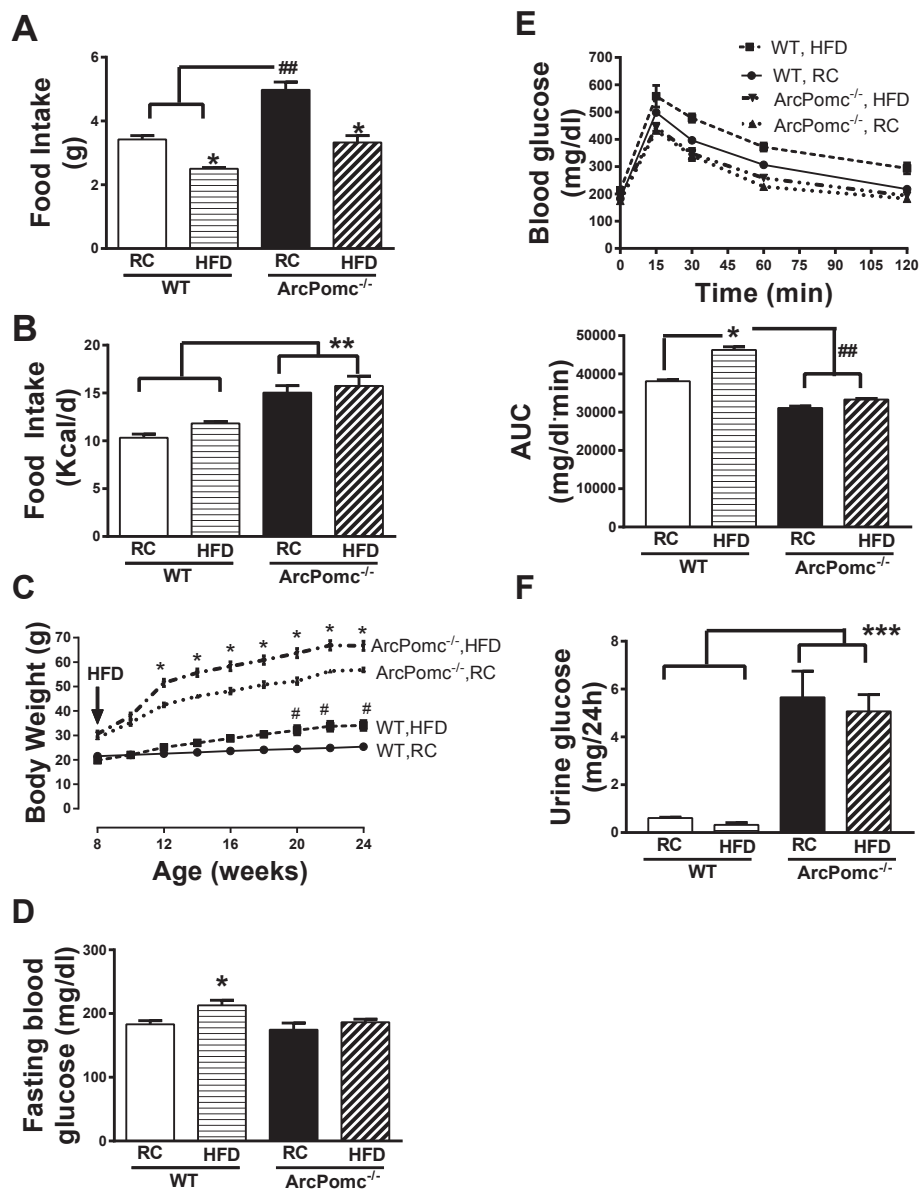 A
Food Intake
(g)
6
4
2
0
##
*
*
RC
HFD
RC
HFD
WT
ArcPomc-/-
B
Food Intake
(Kcal/d)
20
15
10
5
0
**
RC
HFD
RC
HFD
WT
ArcPomc-/-
C
Body Weight (g)
70
60
50
40
30
20
10
0
HFD
* * * * * * *
# # #
ArcPomc-/-,HFD
ArcPomc-/-,RC
WT,HFD
WT,RC
8 12 16 20 24
Age (weeks)
D
Fasting blood
glucose (mg/dl)
300
200
100
0
*
RC
HFD
RC
HFD
WT
ArcPomc-/-
E
WT, HFD
WT, RC
ArcPomc-/-, HFD
ArcPomc-/-, RC
Blood glucose
(mg/dl)
700
600
500
400
300
200
100
0
0 15 30 45 60 75 90 105 120
Time (min)
AUC
(mg/dl·min)
50000
40000
30000
20000
10000
0
*
##
RC
HFD
RC
HFD
WT
ArcPomc-/-
F
Urine glucose
(mg/24h)
8
6
4
2
0
***
RC
HFD
RC
HFD
WT
ArcPomc-/-